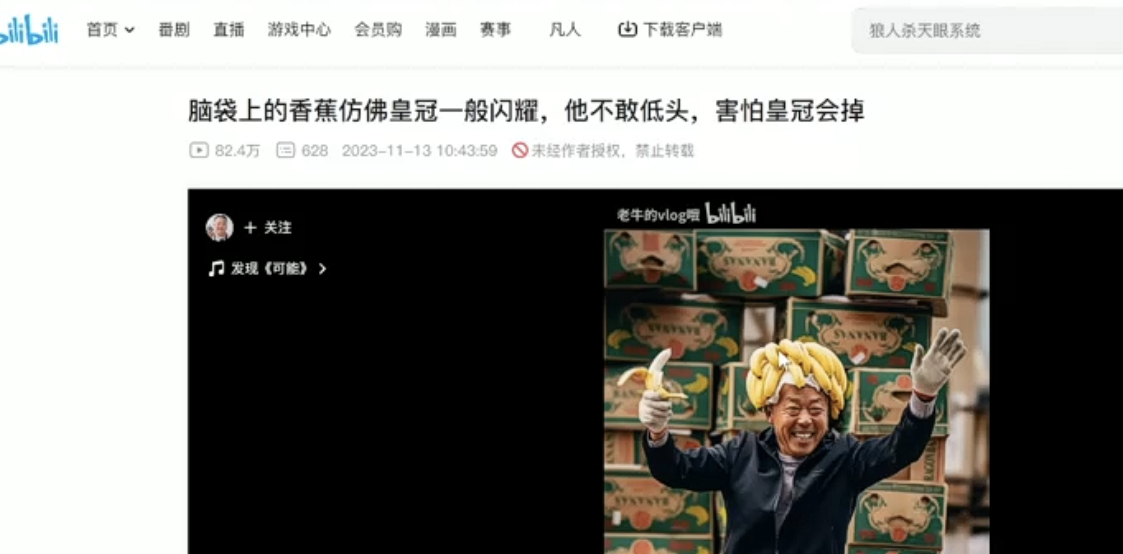 bilibili 首页 番剧 直播 游戏中心 会员购 漫画 赛事 凡人 下载客户端 狼人杀天眼系统
脑袋上的香蕉仿佛皇冠一般闪耀，他不敢低头，害怕皇冠会掉
82.4万 628 2023-11-13 10:43:59 未经作者授权，禁止转载
老牛的vlog哦 bilibili
+ 关注
发现《可能》 >